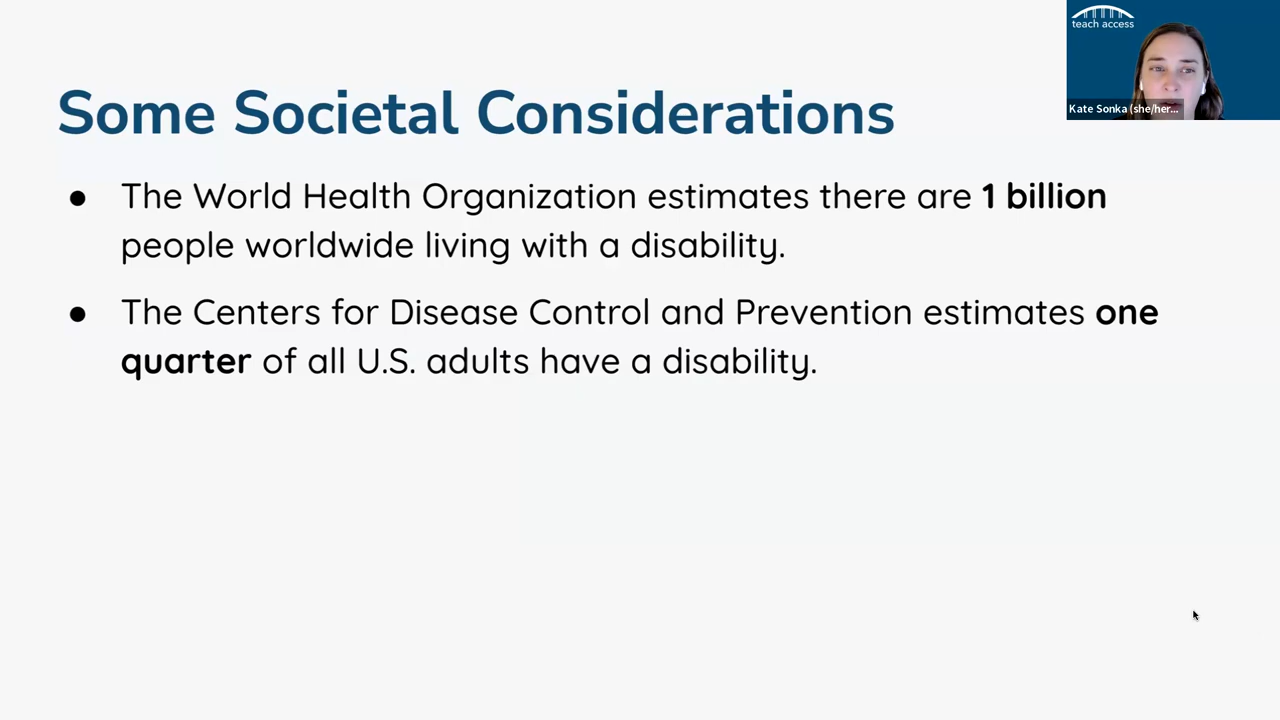 teach access
Kate Sonka (she/her...
Some Societal Considerations
● The World Health Organization estimates there are 1 billion
people worldwide living with a disability.
● The Centers for Disease Control and Prevention estimates one
quarter of all U.S. adults have a disability.